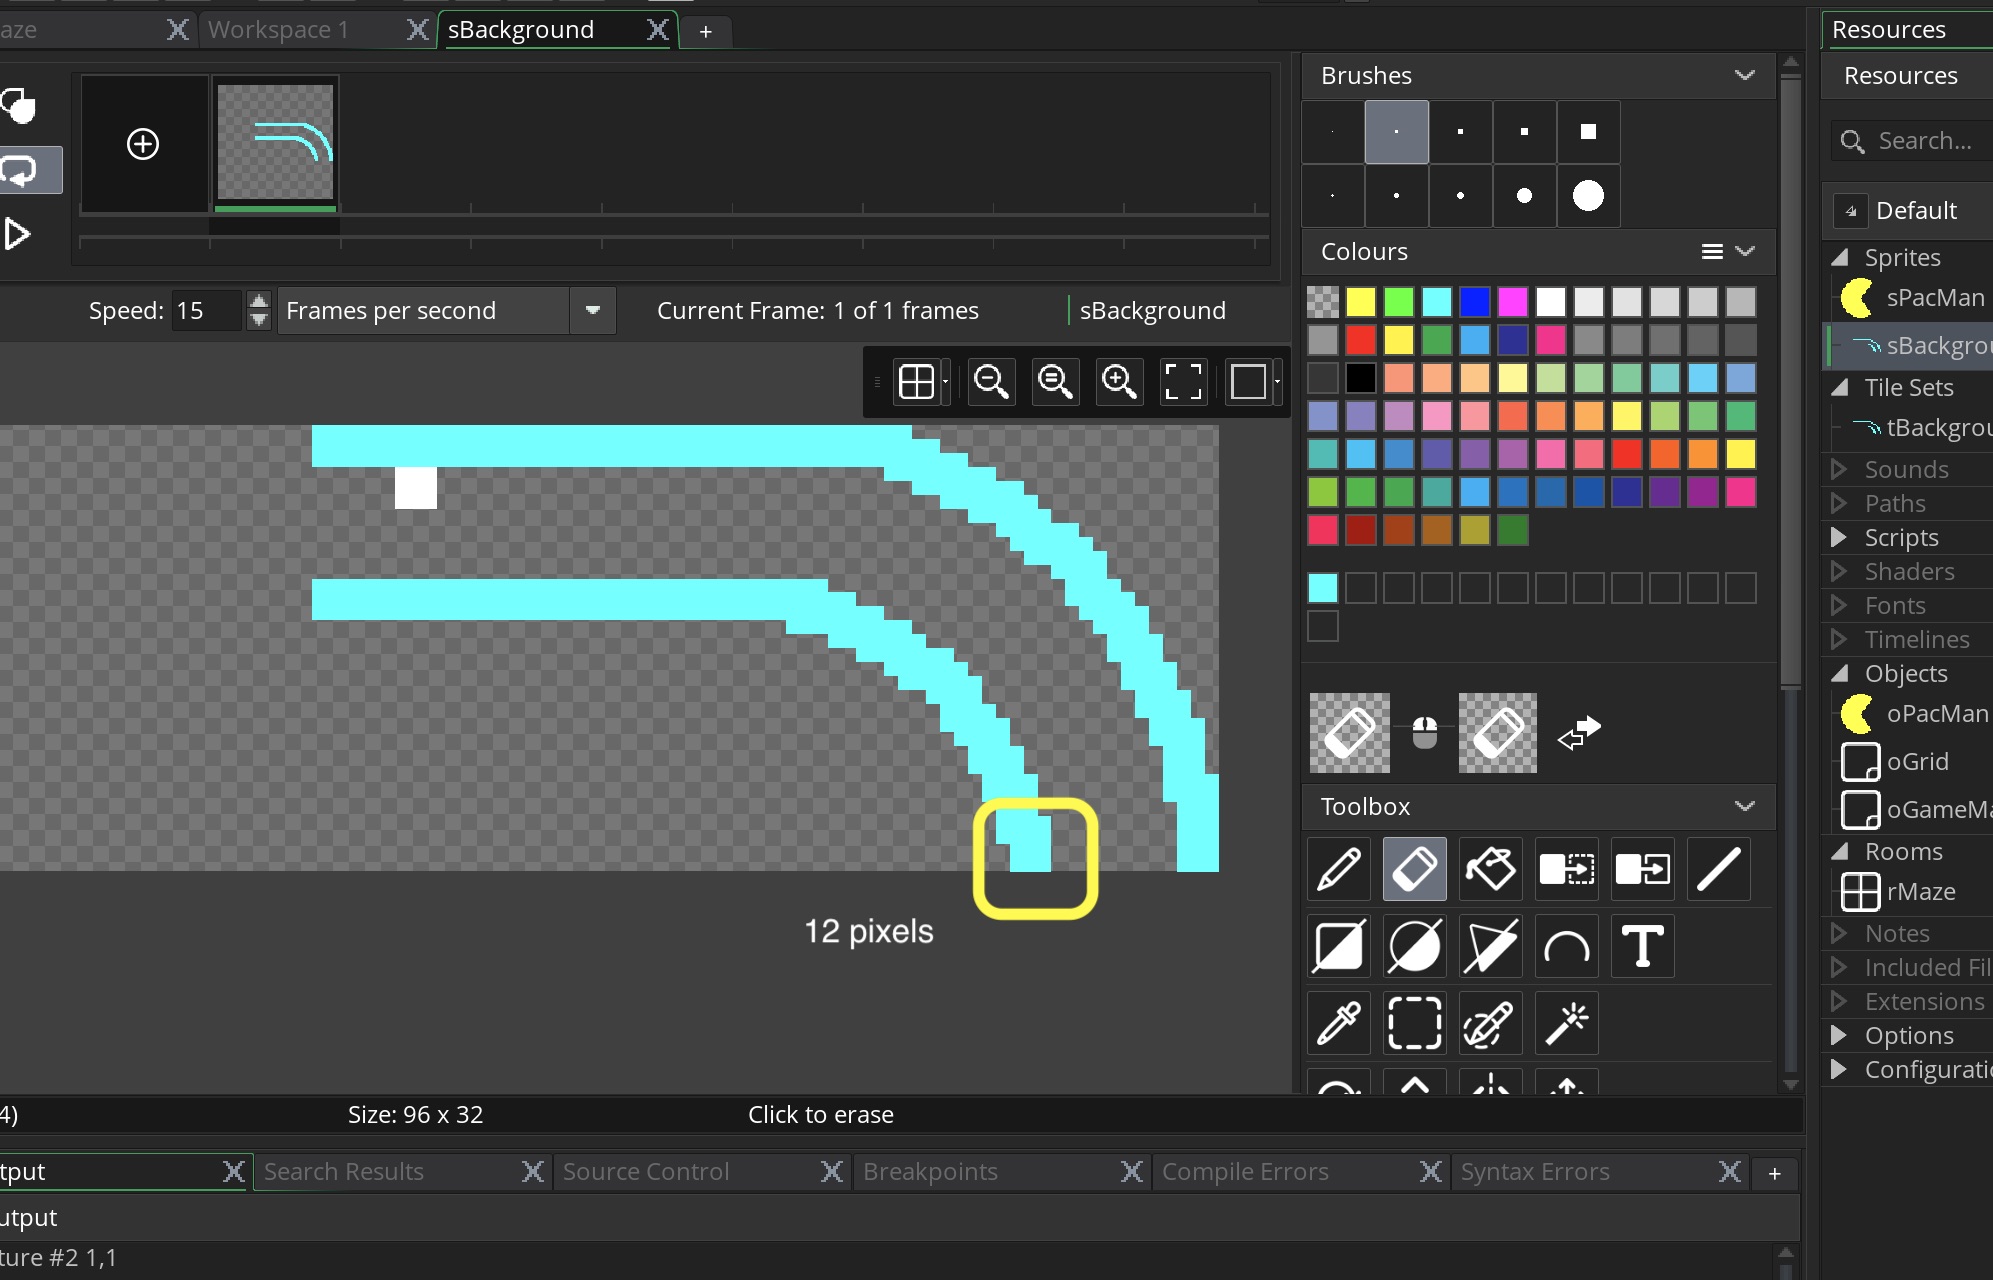 aze
Workspace 1
sBackground
+
Speed: 15
Frames per second
Current Frame: 1 of 1 frames
sBackground
12 pixels
4)
Size: 96 x 32
Click to erase
tput
Search Results
Source Control
Breakpoints
Compile Errors
Syntax Errors
+
utput
ture #2 1,1
Brushes
Colours
Toolbox
T
Resources
Resources
Search...
Default
Sprites
sPacMan
sBackgrou
Tile Sets
tBackgrou
Sounds
Paths
Scripts
Shaders
Fonts
Timelines
Objects
oPacMan
oGrid
oGameMa
Rooms
rMaze
Notes
Included Fil
Extensions
Options
Configurati